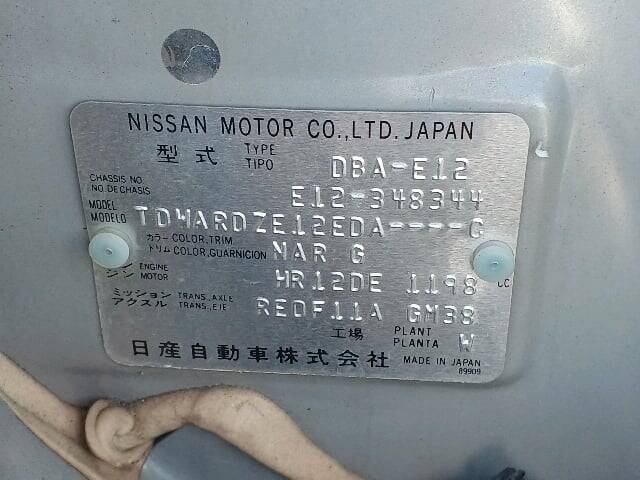 NISSAN MOTOR CO.,LTD. JAPAN
型式 TYPE TIPO DBA-E12
CHASSIS NO NO DE CHASIS E12-348344
MODEL MODELO TDWARDZE12EDA----C
カラー COLOR,TRIM トリム COLOR,GUARNICION WAR G
エンジン ENGINE MOTOR HR12DE 1198 CC
ミッション TRANS.,AXLE アクスル TRANS.,EJE RE0F11A GM38
工場 PLANT PLANTA W
日産自動車株式会社 MADE IN JAPAN
89909